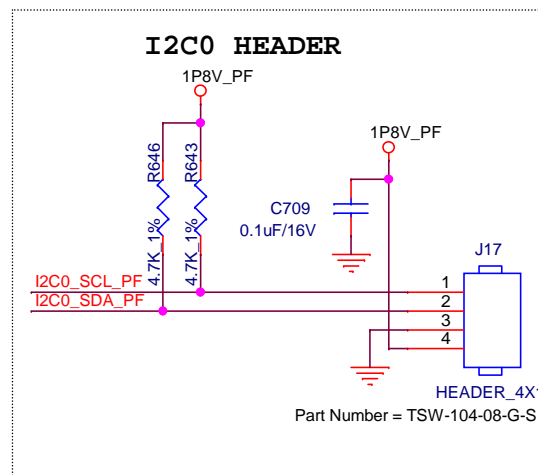 I2C0 HEADER
1P8V_PF
R646
R643
4.7K_1%
4.7K_1%
1P8V_PF
C709
0.1uF/16V
J17
I2C0_SCL_PF
I2C0_SDA_PF
1
2
3
4
HEADER_4X1
Part Number = TSW-104-08-G-S